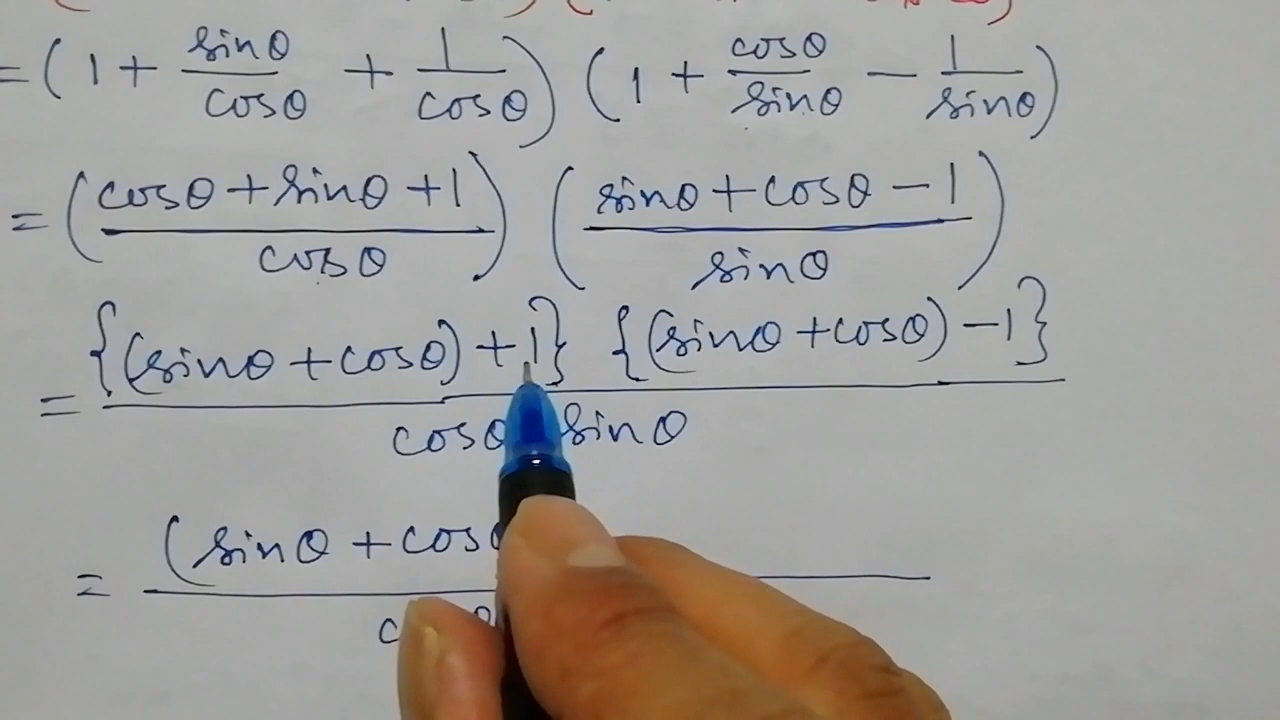 = (1 + sinθ/cosθ + 1/cosθ) (1 + cosθ/sinθ − 1/sinθ)
= (cosθ + sinθ + 1/cosθ) (sinθ + cosθ − 1/sinθ)
= {(sinθ + cosθ) + 1} {(sinθ + cosθ) − 1}/cosθ sinθ
= (sinθ + cosθ